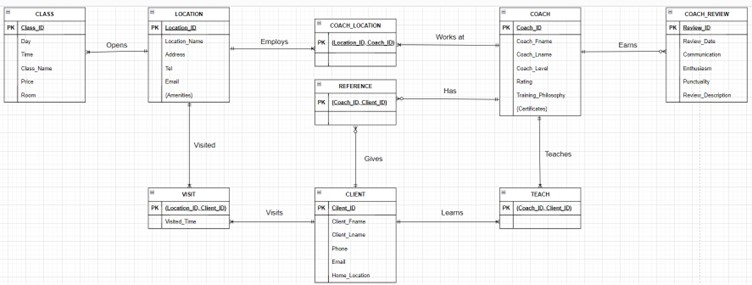 CLASS
PK Class_ID
Day
Time
Class_Name
Price
Room
Opens
LOCATION
PK Location_ID
Location_Name
Address
Tel
Email
{Amenities}
Employs
COACH_LOCATION
PK (Location_ID, Coach_ID)
Works at
COACH
PK Coach_ID
Coach_Fname
Coach_Lname
Coach_Level
Rating
Training_Philosophy
{Certificates}
Earns
COACH_REVIEW
PK Review_ID
Review_Date
Communication
Enthusiasm
Punctuality
Review_Description
REFERENCE
PK (Coach_ID, Client_ID)
Has
Visited
Gives
Teaches
VISIT
PK (Location_ID, Client_ID)
Visited_Time
Visits
CLIENT
PK Client_ID
Client_Fname
Client_Lname
Phone
Email
Home_Location
Learns
TEACH
PK (Coach_ID, Client_ID)